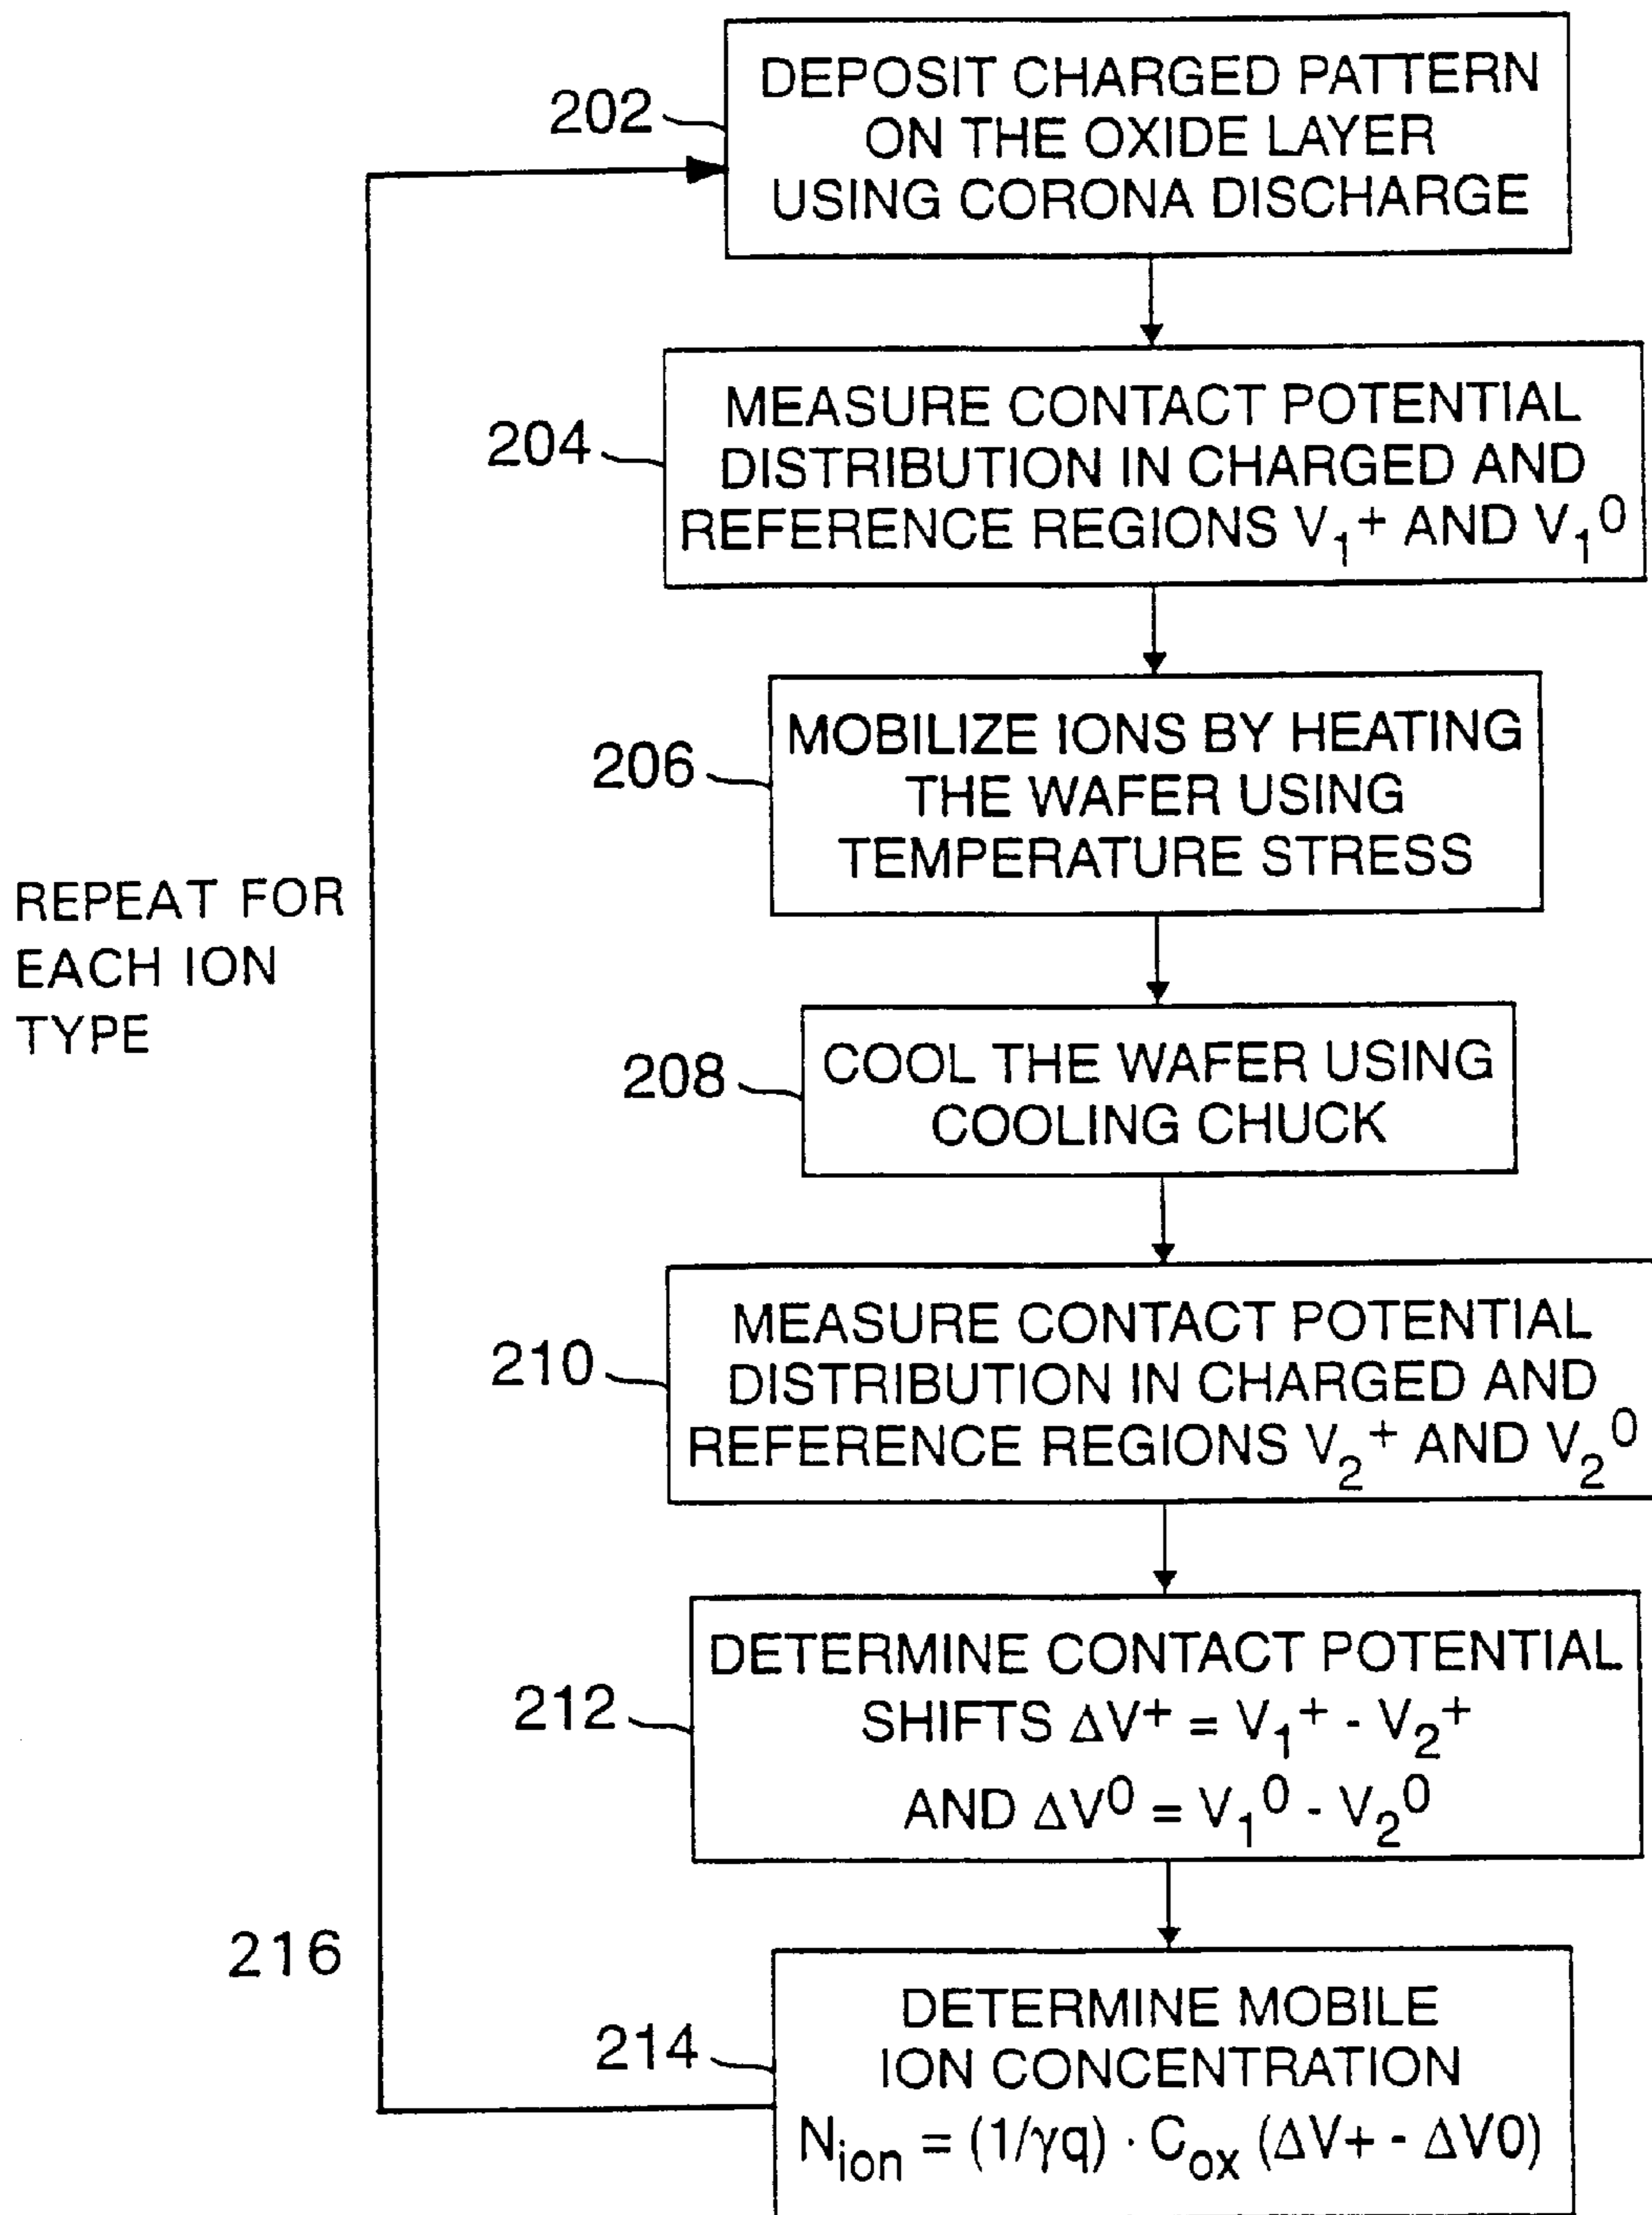 202
DEPOSIT CHARGED PATTERN
ON THE OXIDE LAYER
USING CORONA DISCHARGE
204
MEASURE CONTACT POTENTIAL
DISTRIBUTION IN CHARGED AND
REFERENCE REGIONS V₁⁺ AND V₁⁰
206
MOBILIZE IONS BY HEATING
THE WAFER USING
TEMPERATURE STRESS
REPEAT FOR
EACH ION
TYPE
208
COOL THE WAFER USING
COOLING CHUCK
210
MEASURE CONTACT POTENTIAL
DISTRIBUTION IN CHARGED AND
REFERENCE REGIONS V₂⁺ AND V₂⁰
212
DETERMINE CONTACT POTENTIAL
SHIFTS ΔV⁺ = V₁⁺ - V₂⁺
AND ΔV⁰ = V₁⁰ - V₂⁰
216
214
DETERMINE MOBILE
ION CONCENTRATION
N_ion = (1/γq) · C_ox (ΔV+ - ΔV0)